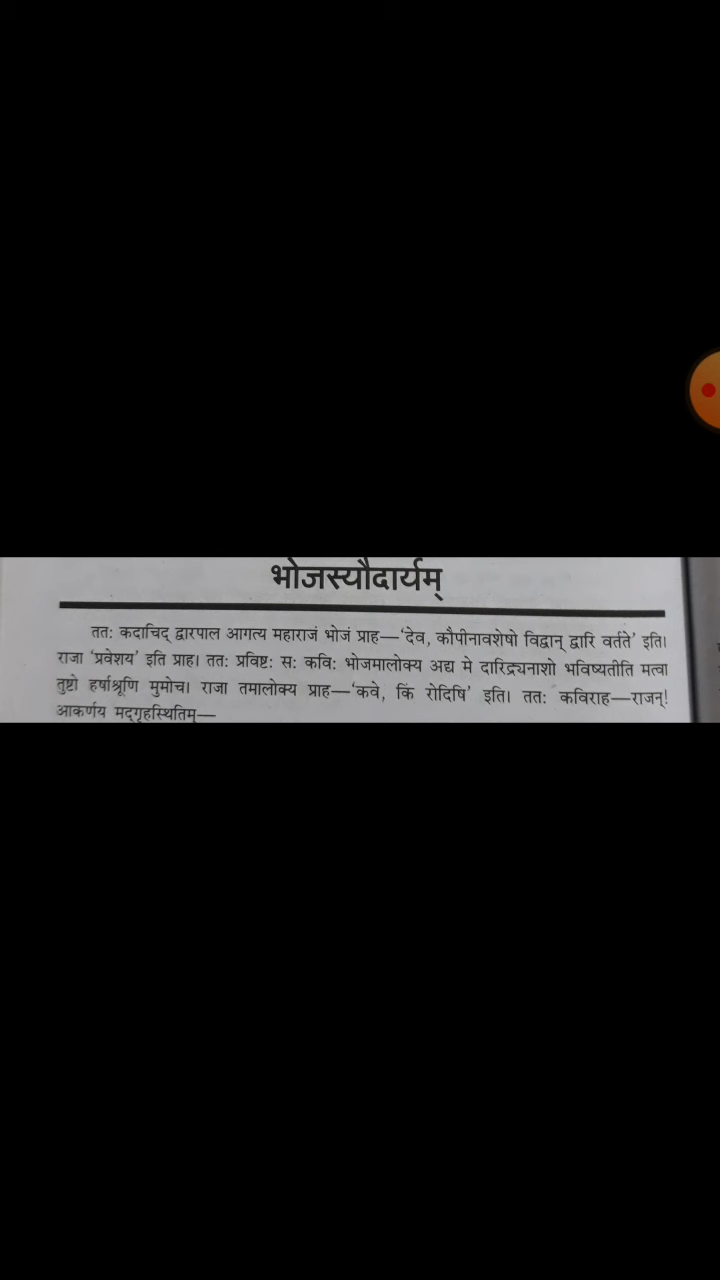 भोजस्यौदार्यम्
ततः कदाचिद् द्वारपाल आगत्य महाराजं भोजं प्राह—‘देव, कौपीनावशेषो विद्वान् द्वारि वर्तते’ इति।
राजा ‘प्रवेशय’ इति प्राह। ततः प्रविष्टः सः कविः भोजमालोक्य अद्य मे दारिद्र्यनाशो भविष्यतीति मत्वा
तुष्टो हर्षाश्रूणि मुमोच। राजा तमालोक्य प्राह—‘कवे, किं रोदिषि’ इति। ततः कविराह—राजन्!
आकर्णय मद्गृहस्थितिम्—